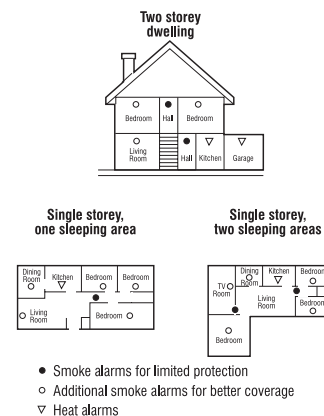 Two storey
dwelling
Bedroom Hall Bedroom
Living
Room
Hall Kitchen Garage
Single storey,
one sleeping area
Dining
Room
Kitchen Bedroom Bedroom
Living
Room
Bedroom
Single storey,
two sleeping areas
Dining
Room
Kitchen Bedroom
TV
Room
Living
Room
Bedroom
Bedroom
Smoke alarms for limited protection
Additional smoke alarms for better coverage
Heat alarms